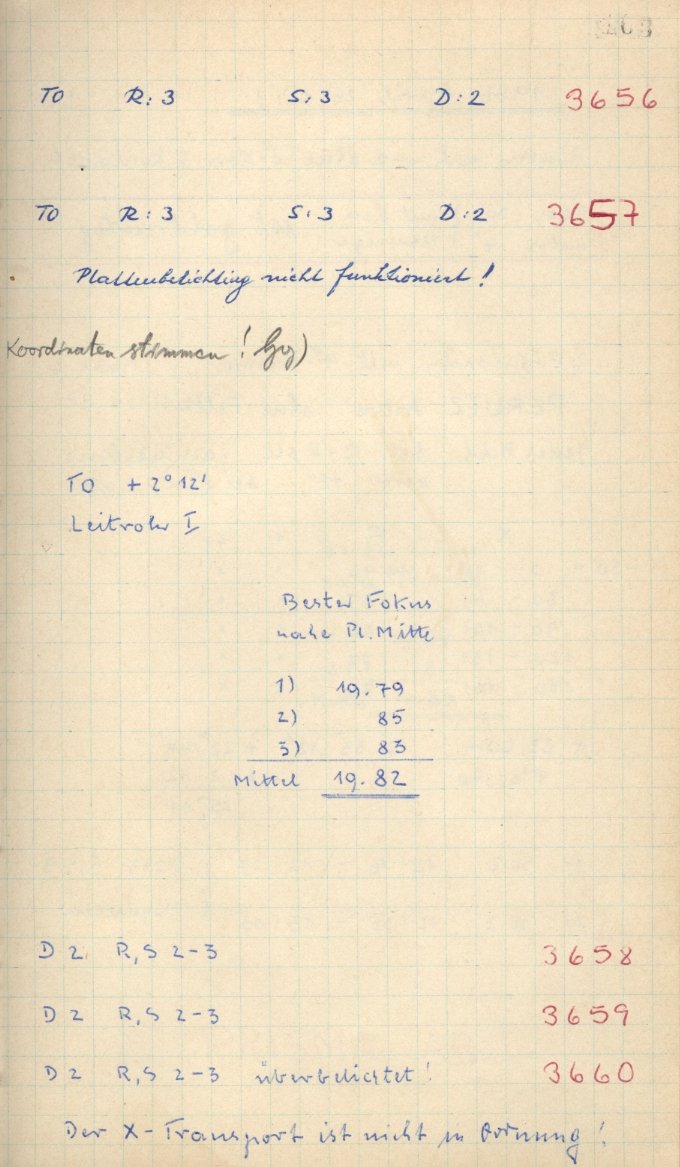 TO R: 3 S: 3 D: 2 3656
TO R: 3 S: 3 D: 2 3657
Plattenbelichting nicht funktioniert!
Koordinaten stimmen!
TO + 2° 12'
Leitrohr I
Bester Fokus
nahe Pl. Mitte
1) 19.79
2) 85
3) 83
Mittel 19.82
D 2 R, S 2-3 3658
D 2 R, S 2-3 3659
D 2 R, S 2-3 überbelichtet! 3660
Der X-Transport ist nicht in Ordnung!